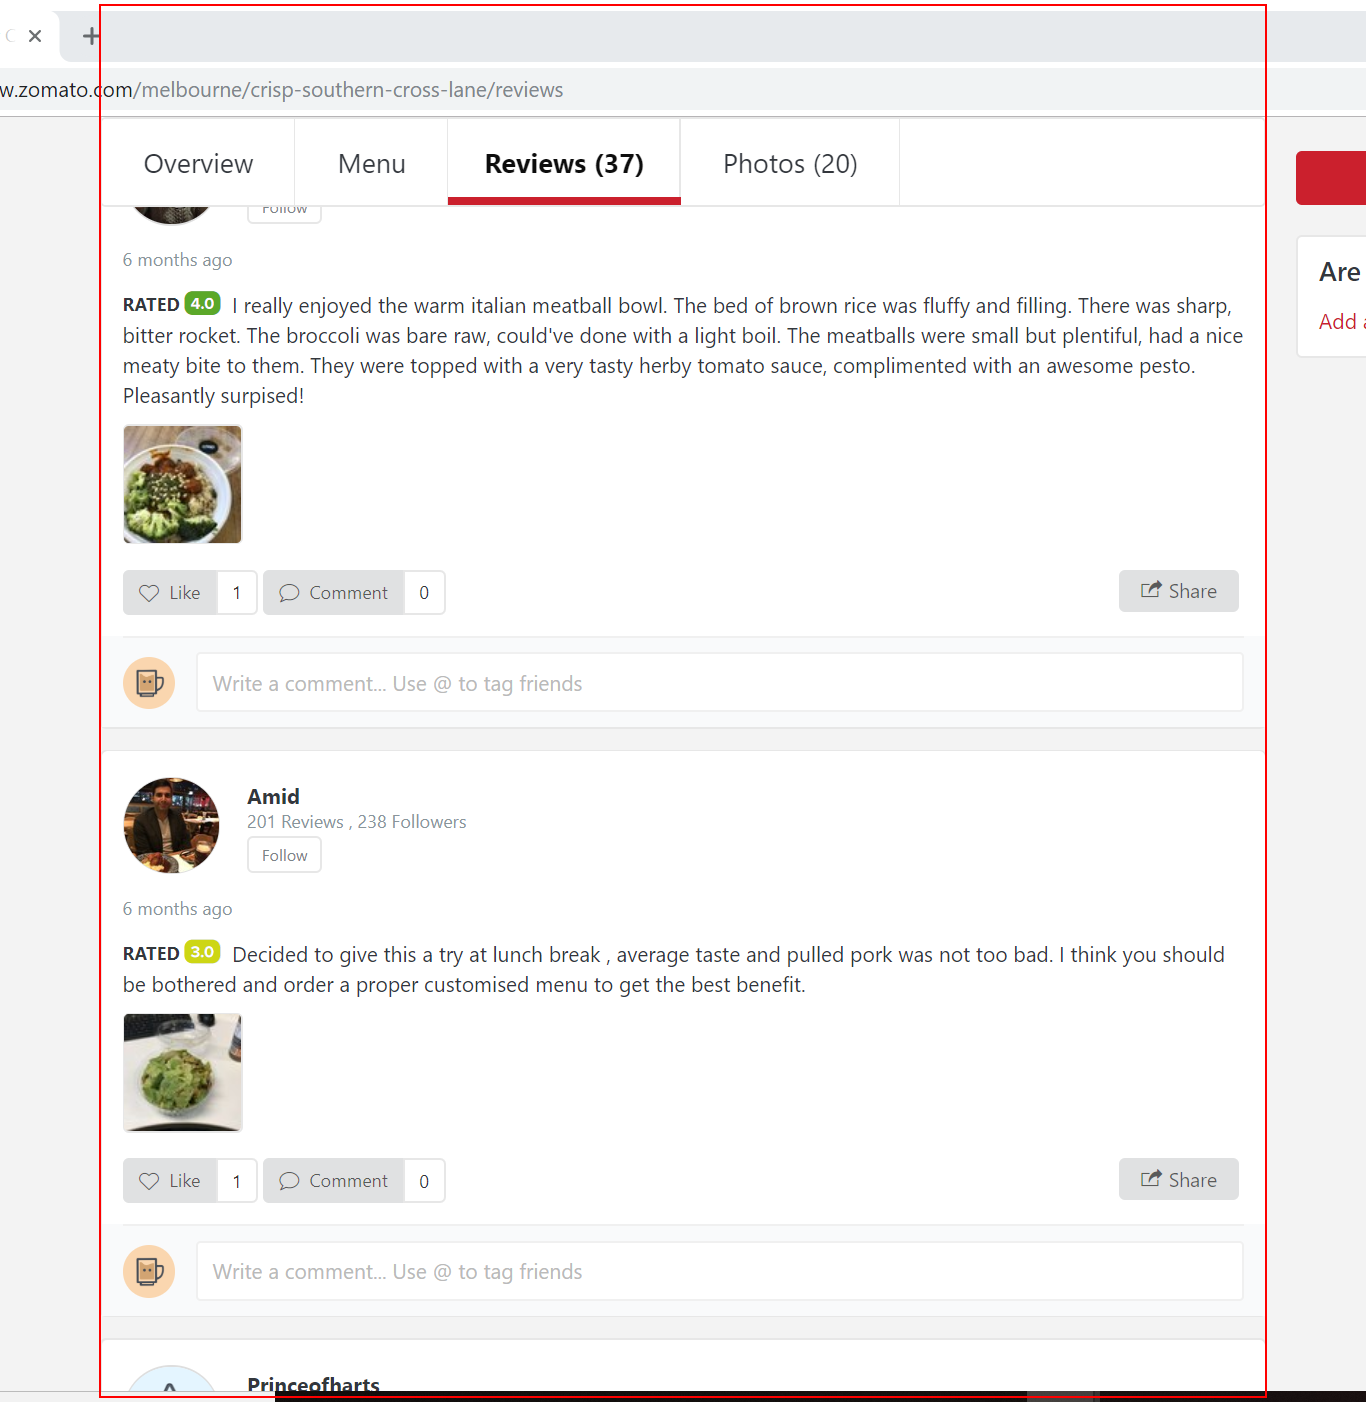 w.zomato.com/melbourne/crisp-southern-cross-lane/reviews
Overview
Menu
Reviews (37)
Photos (20)
Follow
Are
Add
6 months ago
RATED 4.0 I really enjoyed the warm italian meatball bowl. The bed of brown rice was fluffy and filling. There was sharp,
bitter rocket. The broccoli was bare raw, could've done with a light boil. The meatballs were small but plentiful, had a nice
meaty bite to them. They were topped with a very tasty herby tomato sauce, complimented with an awesome pesto.
Pleasantly surpised!
Like 1
Comment 0
Share
Write a comment... Use @ to tag friends
Amid
201 Reviews , 238 Followers
Follow
6 months ago
RATED 3.0 Decided to give this a try at lunch break , average taste and pulled pork was not too bad. I think you should
be bothered and order a proper customised menu to get the best benefit.
Like 1
Comment 0
Share
Write a comment... Use @ to tag friends
Princeofharts